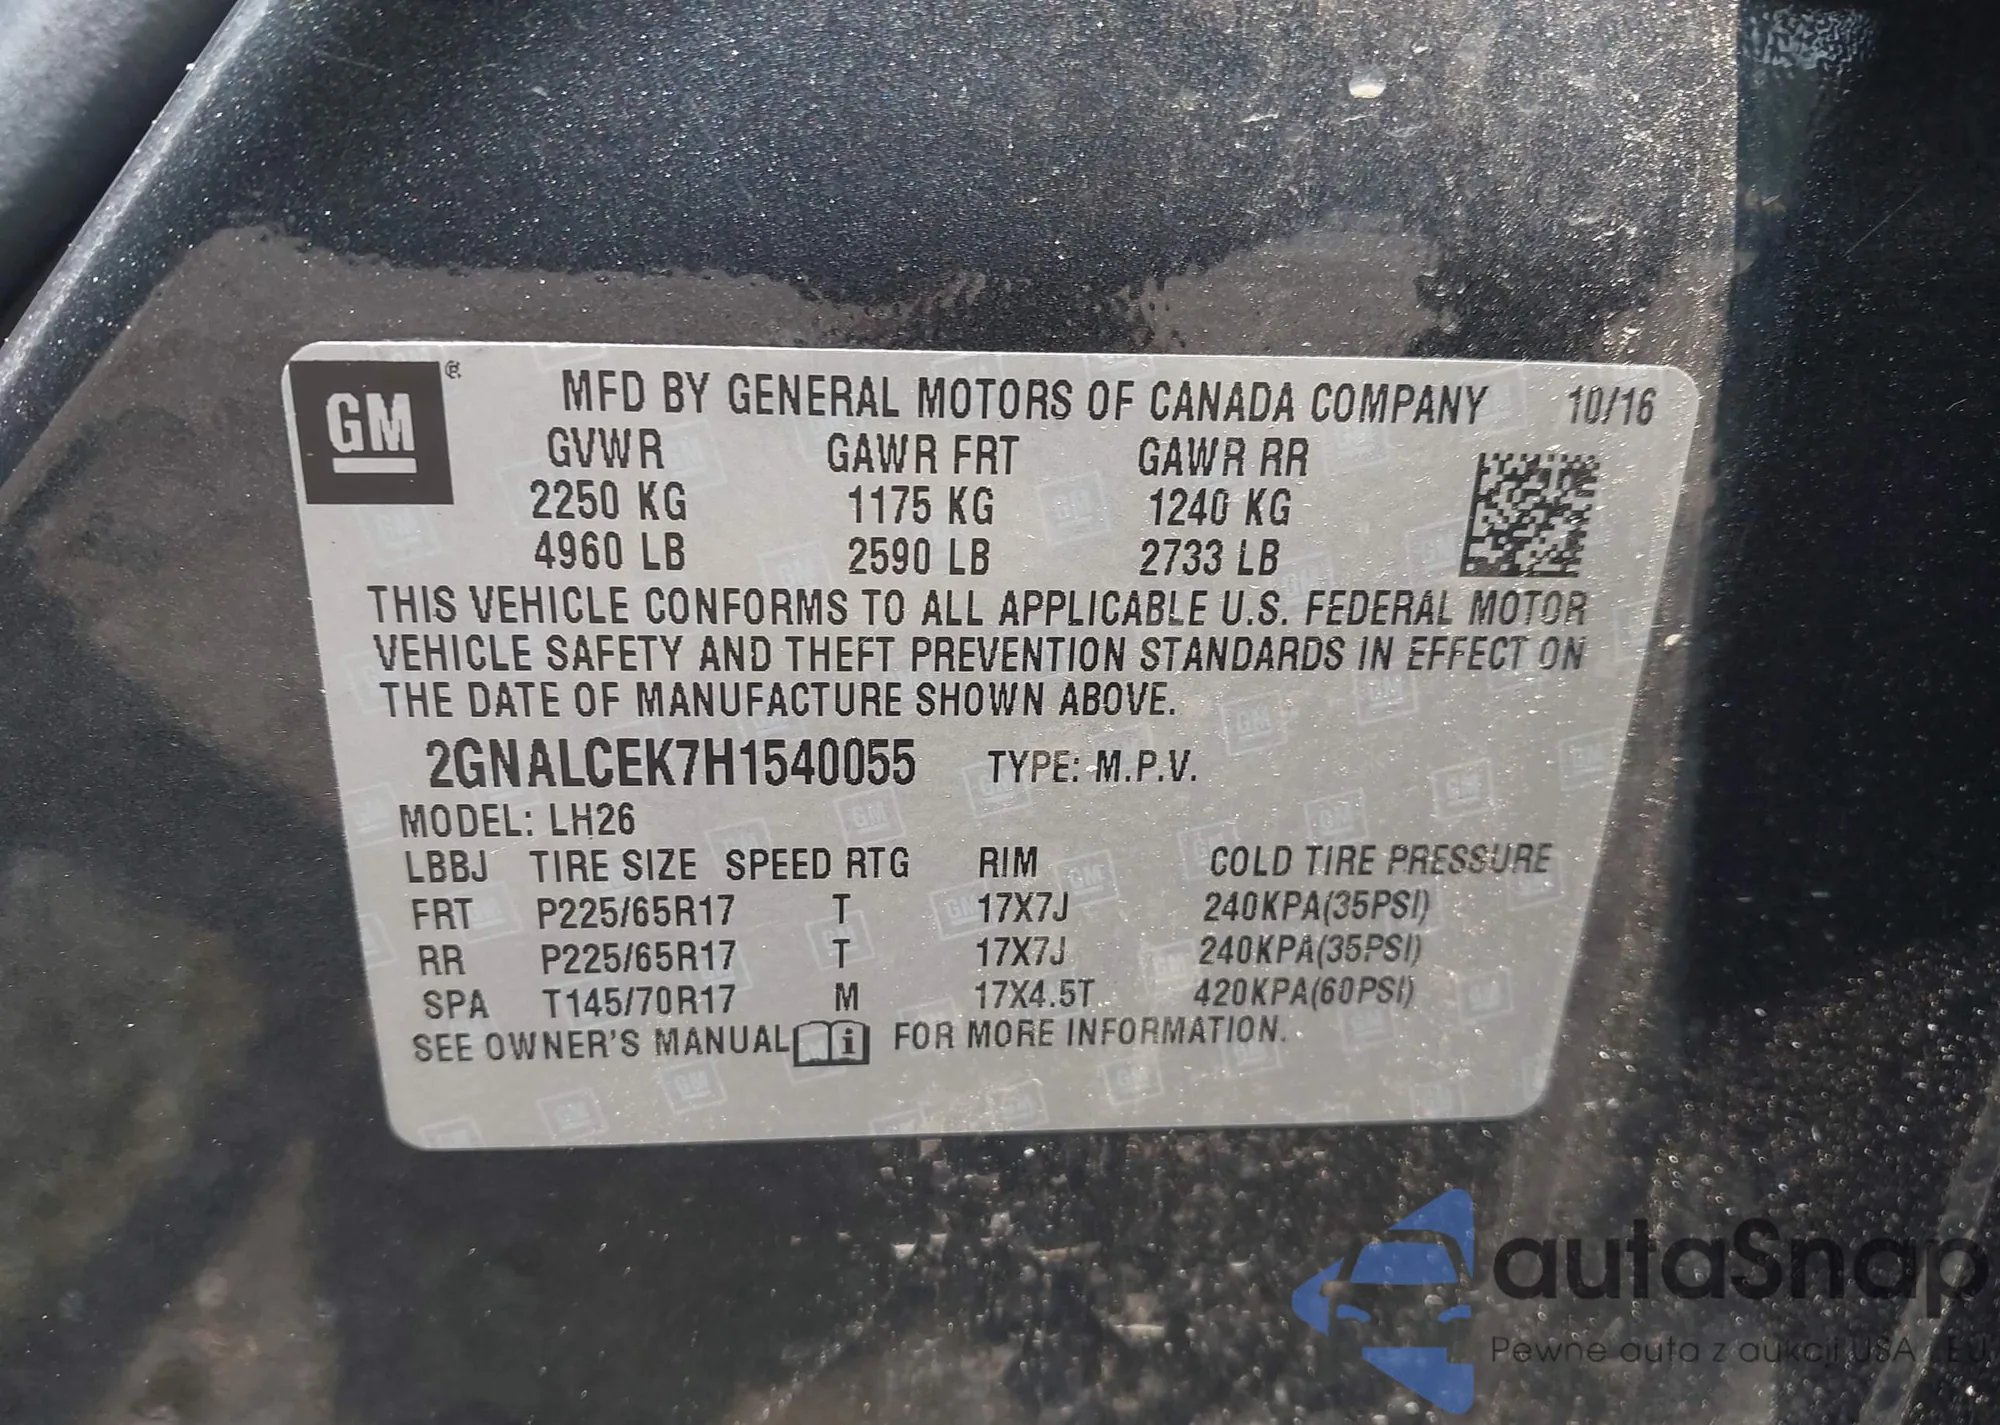 GM
MFD BY GENERAL MOTORS OF CANADA COMPANY 10/16
GVWR GAWR FRT GAWR RR
2250 KG 1175 KG 1240 KG
4960 LB 2590 LB 2733 LB
THIS VEHICLE CONFORMS TO ALL APPLICABLE U.S. FEDERAL MOTOR
VEHICLE SAFETY AND THEFT PREVENTION STANDARDS IN EFFECT ON
THE DATE OF MANUFACTURE SHOWN ABOVE.
2GNALCEK7H1540055 TYPE: M.P.V.
MODEL: LH26
LBBJ TIRE SIZE SPEED RTG RIM COLD TIRE PRESSURE
FRT P225/65R17 T 17X7J 240KPA(35PSI)
RR P225/65R17 T 17X7J 240KPA(35PSI)
SPA T145/70R17 M 17X4.5T 420KPA(60PSI)
SEE OWNER'S MANUAL i FOR MORE INFORMATION.
autaSnap
Pewne auta z aukcji USA i EU